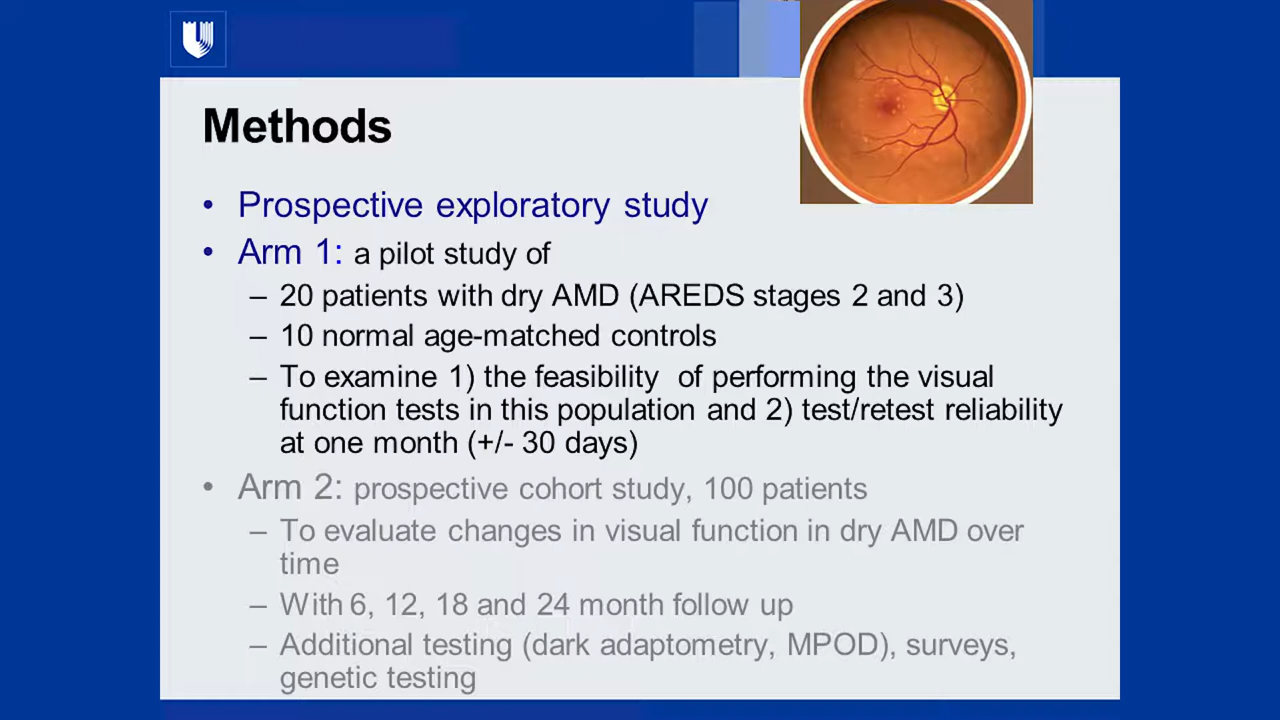 Methods
• Prospective exploratory study
• Arm 1: a pilot study of
– 20 patients with dry AMD (AREDS stages 2 and 3)
– 10 normal age-matched controls
– To examine 1) the feasibility of performing the visual
function tests in this population and 2) test/retest reliability
at one month (+/- 30 days)
• Arm 2: prospective cohort study, 100 patients
– To evaluate changes in visual function in dry AMD over
time
– With 6, 12, 18 and 24 month follow up
– Additional testing (dark adaptometry, MPOD), surveys,
genetic testing